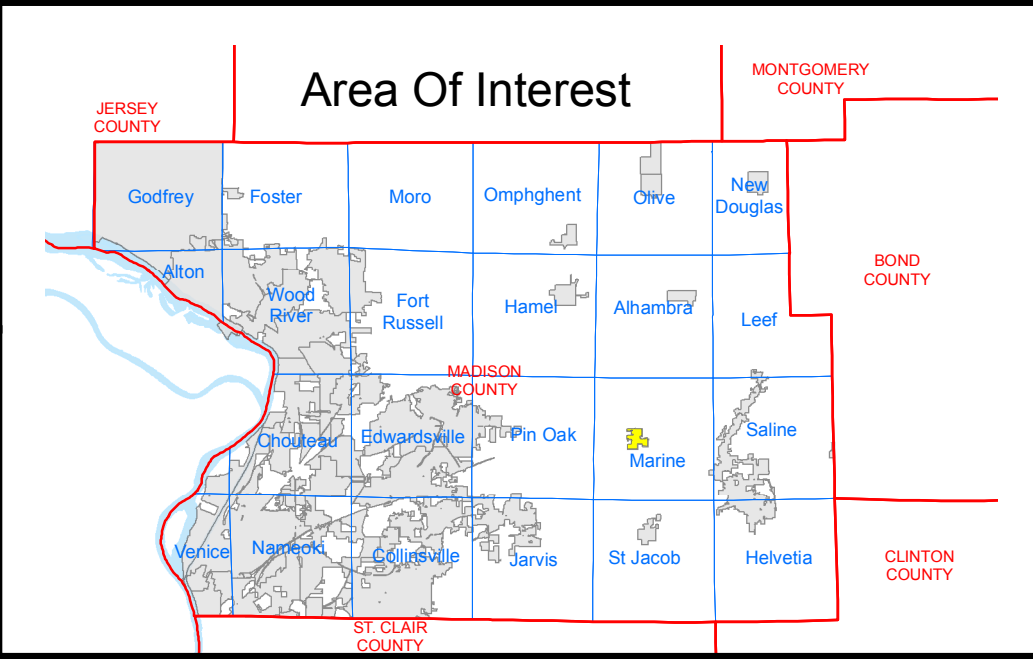 Area Of Interest
MONTGOMERY
COUNTY
JERSEY
COUNTY
Godfrey
Foster
Moro
Omphghent
Olive
New
Douglas
Alton
Wood
River
Fort
Russell
Hamel
Alhambra
Leef
BOND
COUNTY
MADISON
COUNTY
Chouteau
Edwardsville
Pin Oak
Marine
Saline
Venice
Nameoki
Collinsville
Jarvis
St Jacob
Helvetia
CLINTON
COUNTY
ST. CLAIR
COUNTY